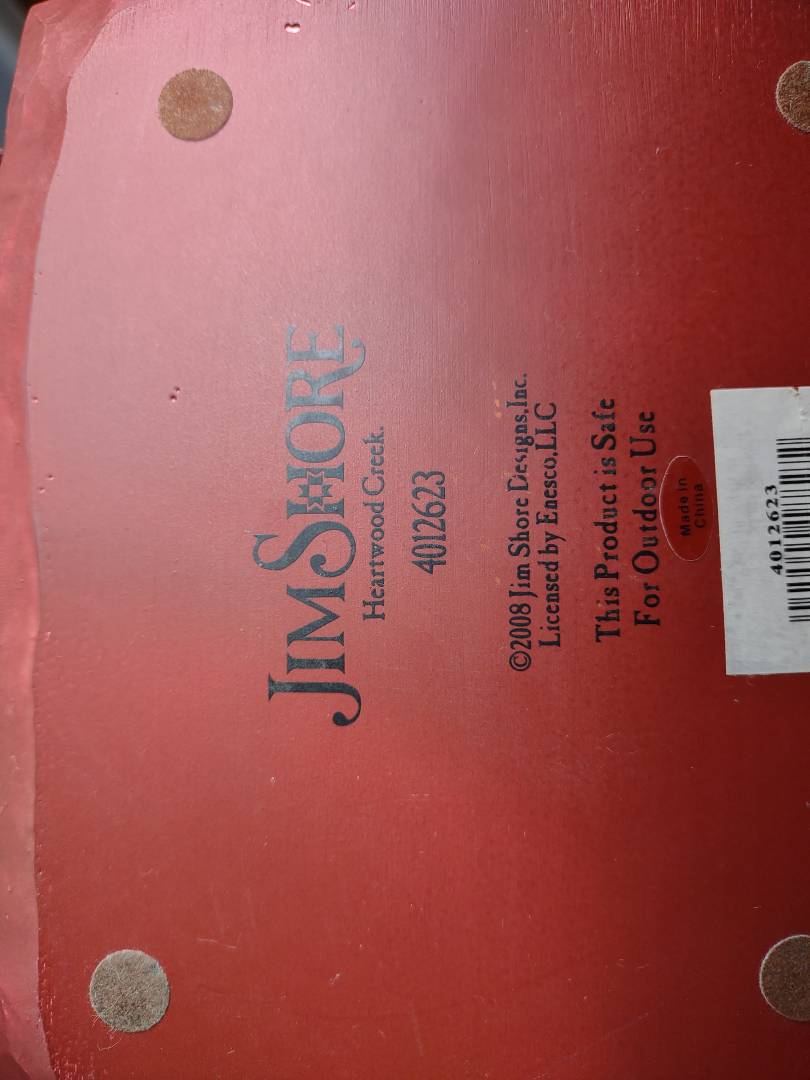 JIM SHORE
Heartwood Creek.
4012623
©2008 Jim Shore Designs,Inc.
Licensed by Enesco,LLC
This Product is Safe
For Outdoor Use
Made in
China
4012623